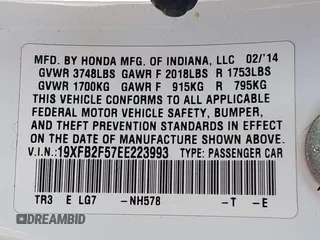 MFD. BY HONDA MFG. OF INDIANA, LLC 02/'14
GVWR 3748LBS GAWR F 2018LBS R 1753LBS
GVWR 1700KG GAWR F 915KG R 795KG
THIS VEHICLE CONFORMS TO ALL APPLICABLE
FEDERAL MOTOR VEHICLE SAFETY, BUMPER,
AND THEFT PREVENTION STANDARDS IN EFFECT
ON THE DATE OF MANUFACTURE SHOWN ABOVE.
V.I.N.: 19XFB2F57EE223993 TYPE: PASSENGER CAR
TR3 E LG7 -NH578 -T -E
DREAMBID